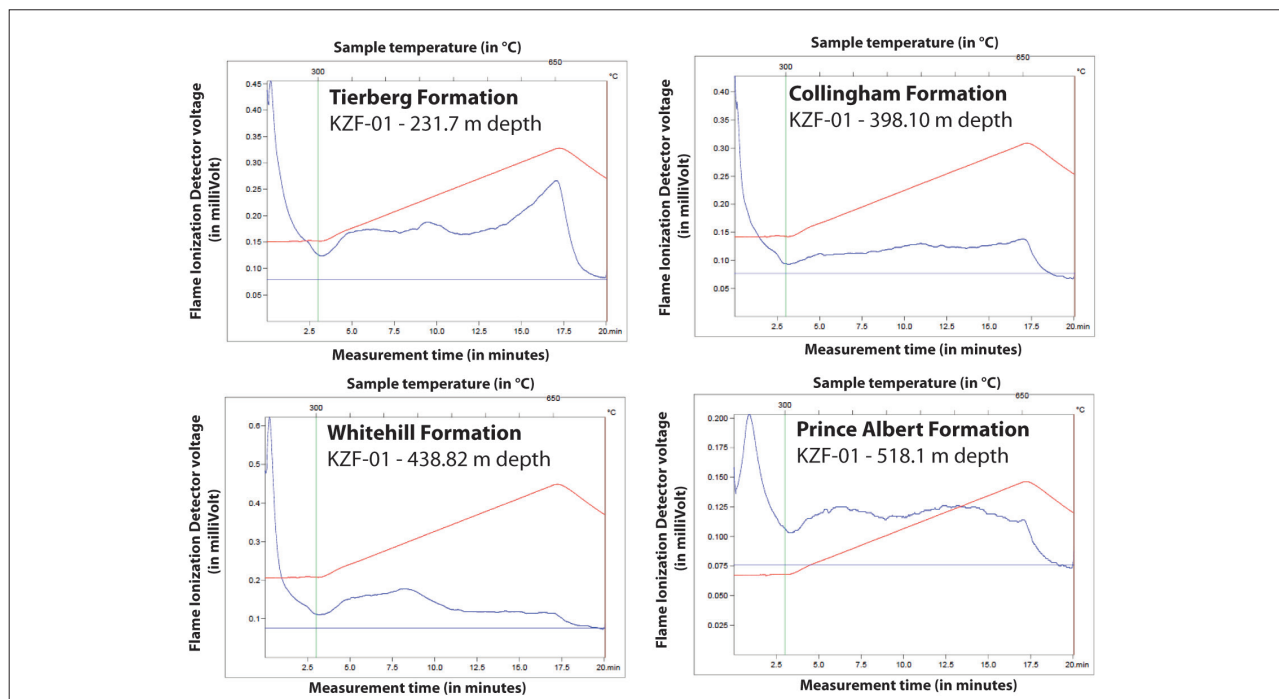 Sample temperature (in °C)
300
650
°C
Flame Ionization Detector voltage
(in milliVolt)
0.45
0.40
0.35
0.30
0.25
0.20
0.15
0.10
0.05
Tierberg Formation
KZF-01 - 231.7 m depth
2.5
5.0
7.5
10.0
12.5
15.0
17.5
20.min
Measurement time (in minutes)
Sample temperature (in °C)
300
650
°C
Flame Ionization Detector voltage
(in milliVolt)
0.40
0.35
0.30
0.25
0.20
0.15
0.10
0.05
Collingham Formation
KZF-01 - 398.10 m depth
2.5
5.0
7.5
10.0
12.5
15.0
17.5
20.min
Measurement time (in minutes)
Sample temperature (in °C)
300
650
°C
Flame Ionization Detector voltage
(in milliVolt)
0.6
0.5
0.4
0.3
0.2
0.1
Whitehill Formation
KZF-01 - 438.82 m depth
2.5
5.0
7.5
10.0
12.5
15.0
17.5
20.min
Measurement time (in minutes)
Sample temperature (in °C)
300
650
°C
Flame Ionization Detector voltage
(in milliVolt)
0.200
0.175
0.150
0.125
0.100
0.075
0.050
0.025
Prince Albert Formation
KZF-01 - 518.1 m depth
2.5
5.0
7.5
10.0
12.5
15.0
17.5
20.min
Measurement time (in minutes)